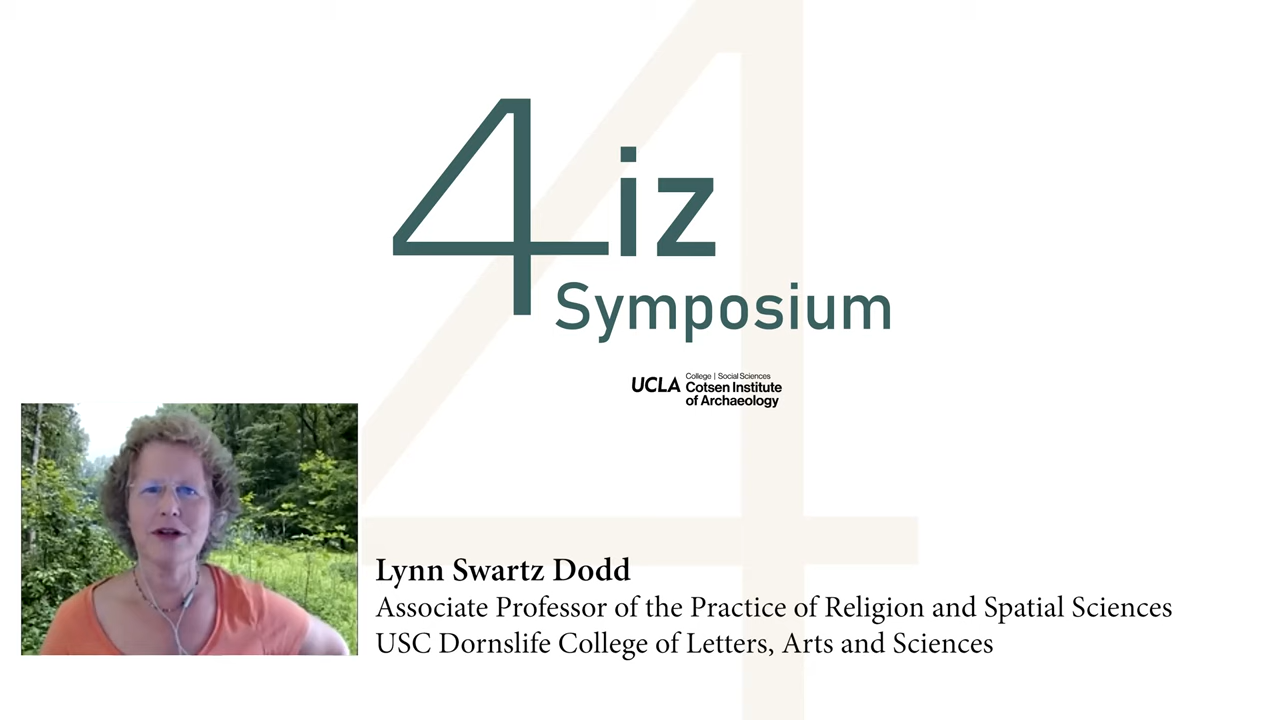 4iz
Symposium
UCLA
College | Social Sciences
Cotsen Institute
of Archaeology
Lynn Swartz Dodd
Associate Professor of the Practice of Religion and Spatial Sciences
USC Dornslife College of Letters, Arts and Sciences